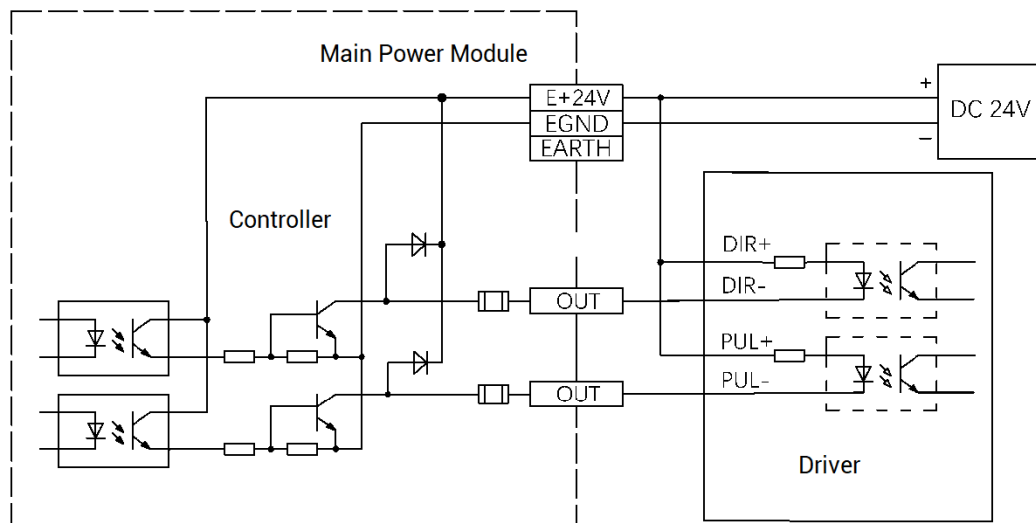 Main Power Module
E+24V
EGND
EARTH
+
−
DC 24V
Controller
DIR+
DIR-
OUT
PUL+
PUL-
OUT
Driver